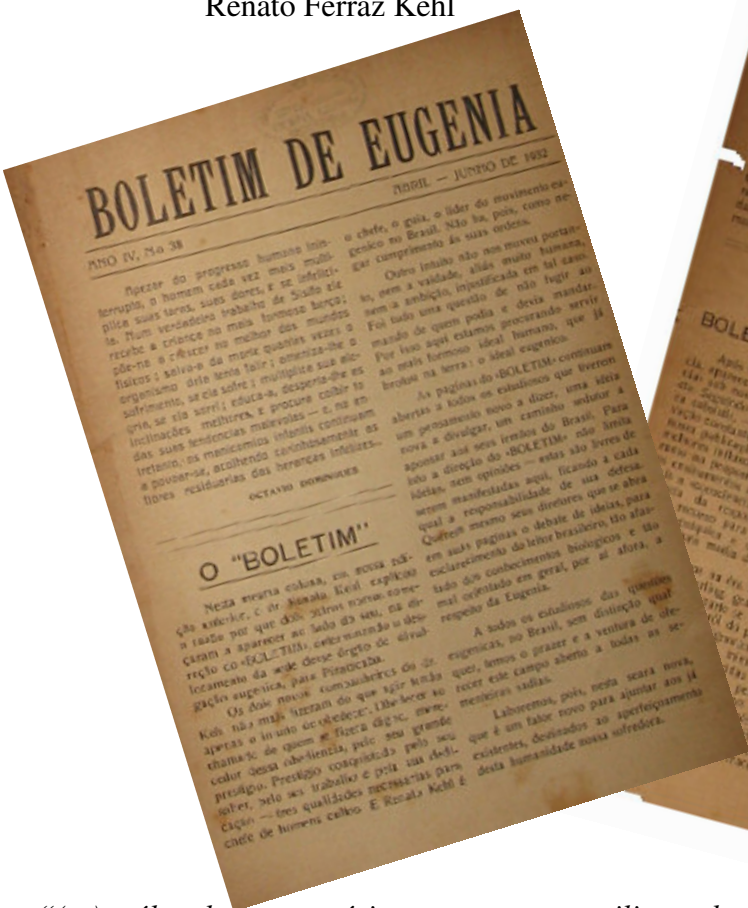 Renato Ferraz Kehl
BOLETIM DE EUGENIA
ANO IV, No 38
ABRIL — JUNHO DE 1932
Apezar do progresso humano inin-
terrupto, o homem cada vez mais multi-
plica suas taras, suas dores, e se infelici-
ta. Num verdadeiro trabalho de Sisifo ele
recebe a criança no mais formoso berço;
põe-na a crescer no melhor dos mundos
fisicos; salva-a da morte quantas vezes o
organismo dela tente falir; ameniza-lhe o
sofrimento, se ela sofre; multiplica sua ale-
gria, se ela sorri; educa-a, desperta-lhe as
inclinações melhores, e procura coibir to
das suas tendencias malevolas — e, no en-
tretanto, os manicomios infantis continuam
a povoar-se, acolhendo carinhosamente as
flores residuarias das heranças infelizes...
OCTAVIO DOMINGUES
O "BOLETIM"
Nesta mesma coluna, em nossa edi-
ção anterior, o dr. Renato Kehl explicou
a razão por que dois outros nomes come-
çaram a aparecer ao lado do seu, na di-
reção do «BOLETIM», determinando o des-
locamento da sede desse órgão de divul-
gação eugenica, para Piracicaba.
Os dois novos companheiros do dr.
Kehl não mais fizeram do que agir tendo
apenas o intuito de obedecer. Obedecer ao
chamado de quem se fizera digno, mere-
cedor dessa obediencia, pelo seu grande
prestigio. Prestigio conquistado pelo seu
saber, pelo seu trabalho e pela sua dedi-
cação — tres qualidades necessarias para
chefe de homens cultos. E Renato Kehl é
o chefe, o guia, o lider do movimento eu-
genico no Brasil. Não ha, pois, como ne-
gar cumprimento ás suas ordens.
Outro intuito não nos moveu portan-
to, nem a vaidade, aliás muito humana,
nem a ambição, injustificada em tal caso.
Foi tudo uma questão de não fugir ao
mando de quem podia e devia mandar.
Por isso aqui estamos procurando servir
ao mais formoso ideal humano, que já
brotou na terra: o ideal eugenico.
As paginas do «BOLETIM» continuam
abertas a todos os estudiosos que tiverem
um pensamento novo a dizer, uma idéia
nova a divulgar, um caminho sedutor a
apontar aos seus irmãos do Brasil. Para
isto a direção do «BOLETIM» não limita
ideias, nem opiniões — estas são livres de
serem manifestadas aqui, ficando a cada
qual a responsabilidade de sua defesa.
Querem mesmo seus diretores que se abra
em suas paginas o debate de ideias, para
esclarecimento do leitor brasileiro, tão afas-
tado dos conhecimentos biologicos e tão
mal orientado em geral, por aí afora, a
respeito da Eugenia.
A todos os estudiosos das questões
eugenicas, no Brasil, sem distinção qual
quer, temos o prazer e a ventura de ofe-
recer este campo aberto a todas as se-
menteiras sadias.
Laboremos, pois, nesta seara nova,
que é um fator novo para ajuntar aos já
existentes, destinados ao aperfeiçoamento
desta humanidade nossa sofredora.
BOLE